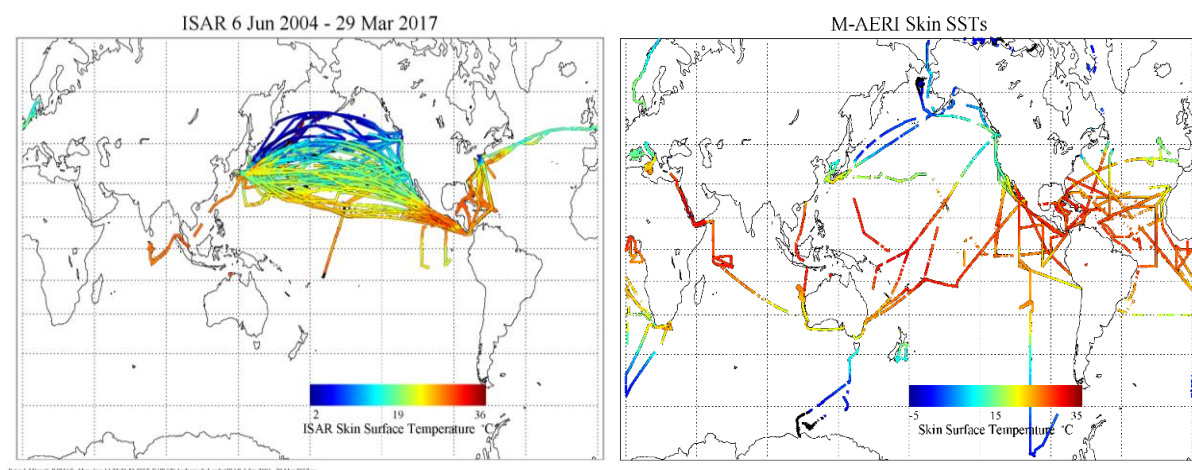 ISAR 6 Jun 2004 - 29 Mar 2017
2 19 36
ISAR Skin Surface Temperature °C
M-AERI Skin SSTs
-5 15 35
Skin Surface Temperature °C